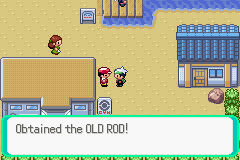 Obtained the OLD ROD!